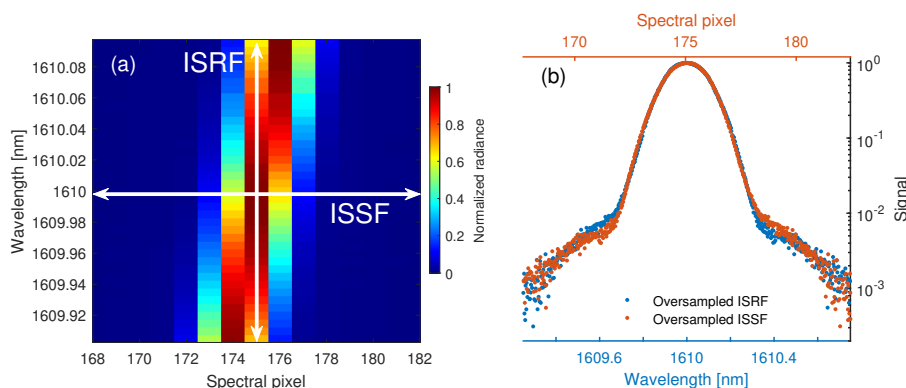 (a)
ISRF
ISSF
Wavelength [nm]
1610.08
1610.06
1610.04
1610.02
1610
1609.98
1609.96
1609.94
1609.92
168 170 172 174 176 178 180 182
Spectral pixel
1
0.8
0.6
0.4
0.2
0
Normalized radiance
Spectral pixel
170 175 180
(b)
10⁰
10⁻¹
10⁻²
10⁻³
Signal
Oversampled ISRF
Oversampled ISSF
1609.6 1610 1610.4
Wavelength [nm]